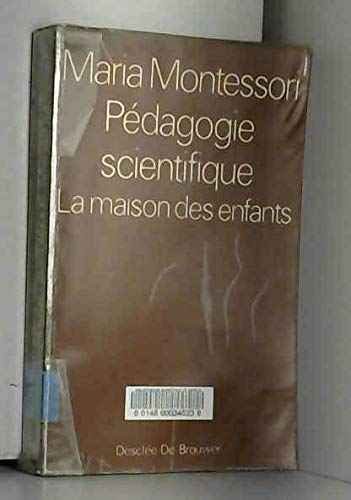 Maria Montessori
Pédagogie
scientifique
La maison des enfants
Desclée De Brouwer